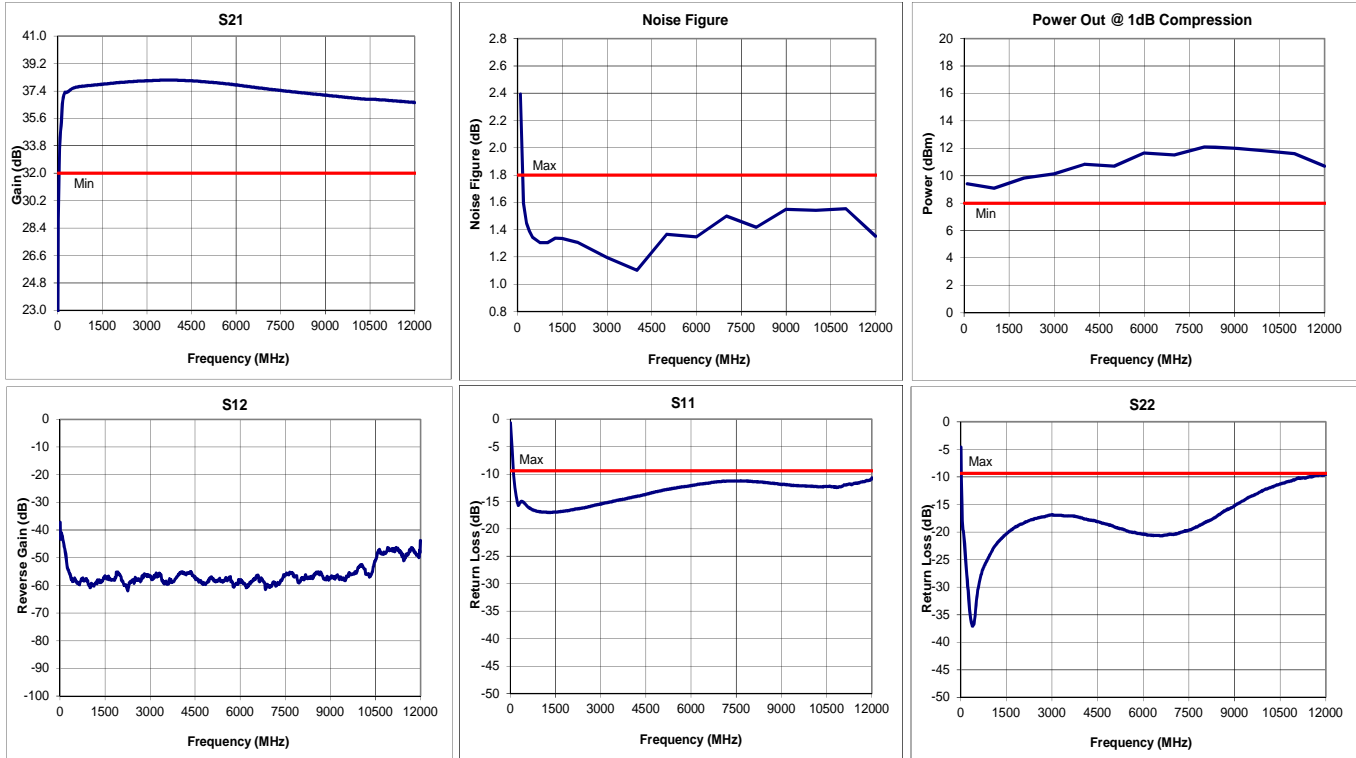 S21
41.0
39.2
37.4
35.6
33.8
32.0
30.2
28.4
26.6
24.8
23.0
Gain (dB)
Min
0 1500 3000 4500 6000 7500 9000 10500 12000
Frequency (MHz)
Noise Figure
2.8
2.6
2.4
2.2
2.0
1.8
1.6
1.4
1.2
1.0
0.8
Noise Figure (dB)
Max
0 1500 3000 4500 6000 7500 9000 10500 12000
Frequency (MHz)
Power Out @ 1dB Compression
20
18
16
14
12
10
8
6
4
2
0
Power (dBm)
Min
0 1500 3000 4500 6000 7500 9000 10500 12000
Frequency (MHz)
S12
0
-10
-20
-30
-40
-50
-60
-70
-80
-90
-100
Reverse Gain (dB)
0 1500 3000 4500 6000 7500 9000 10500 12000
Frequency (MHz)
S11
0
-5
-10
-15
-20
-25
-30
-35
-40
-45
-50
Return Loss (dB)
Max
0 1500 3000 4500 6000 7500 9000 10500 12000
Frequency (MHz)
S22
0
-5
-10
-15
-20
-25
-30
-35
-40
-45
-50
Return Loss (dB)
Max
0 1500 3000 4500 6000 7500 9000 10500 12000
Frequency (MHz)